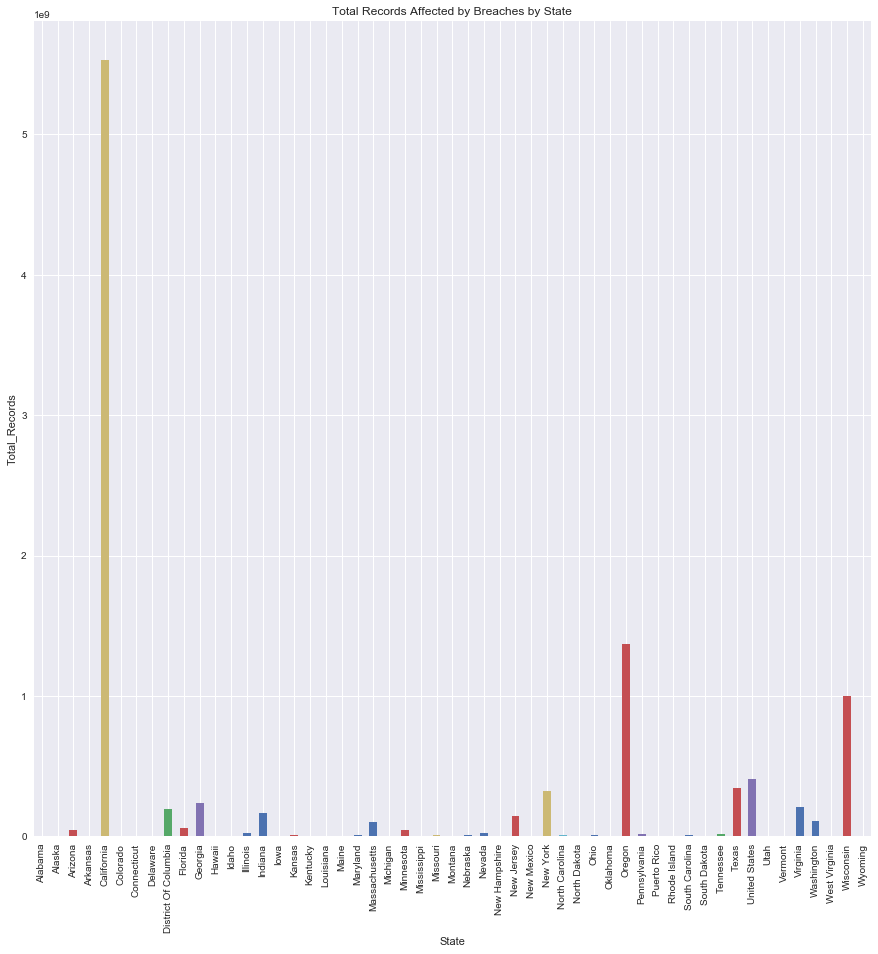 Total Records Affected by Breaches by State
1e9
5
4
3
2
1
0
Total_Records
Alabama
Alaska
Arizona
Arkansas
California
Colorado
Connecticut
Delaware
District Of Columbia
Florida
Georgia
Hawaii
Idaho
Illinois
Indiana
Iowa
Kansas
Kentucky
Louisiana
Maine
Maryland
Massachusetts
Michigan
Minnesota
Mississippi
Missouri
Montana
Nebraska
Nevada
New Hampshire
New Jersey
New Mexico
New York
North Carolina
North Dakota
Ohio
Oklahoma
Oregon
Pennsylvania
Puerto Rico
Rhode Island
South Carolina
South Dakota
Tennessee
Texas
United States
Utah
Vermont
Virginia
Washington
West Virginia
Wisconsin
Wyoming
State